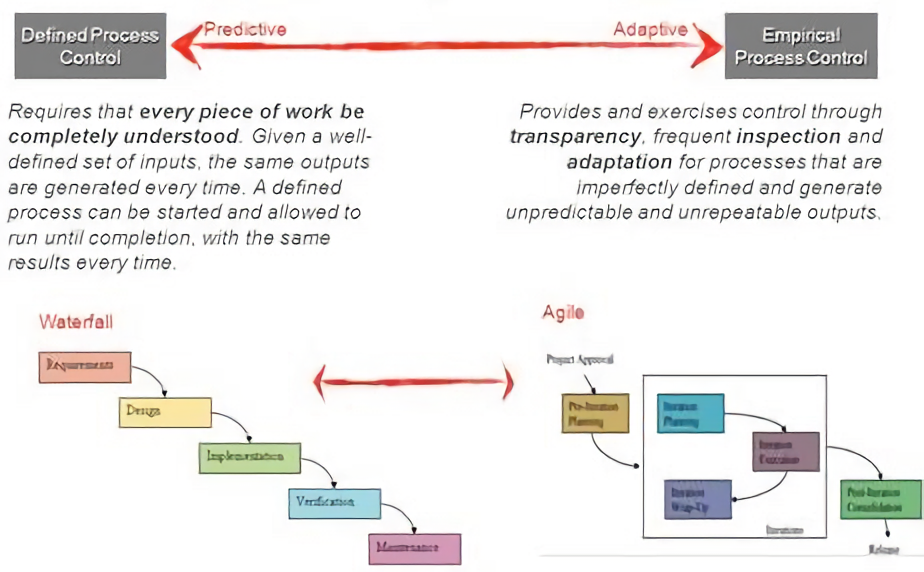 Defined Process
Control
Predictive
Adaptive
Empirical
Process Control
Requires that every piece of work be
completely understood. Given a well-
defined set of inputs, the same outputs
are generated every time. A defined
process can be started and allowed to
run until completion, with the same
results every time.
Provides and exercises control through
transparency, frequent inspection and
adaptation for processes that are
imperfectly defined and generate
unpredictable and unrepeatable outputs.
Waterfall
Requirements
Design
Implementation
Verification
Maintenance
Agile
Project Approval
Pre-Iteration
Planning
Iteration
Planning
Iteration
Execution
Iteration
Wrap-Up
Iterations
Post-Iteration
Consolidation
Release